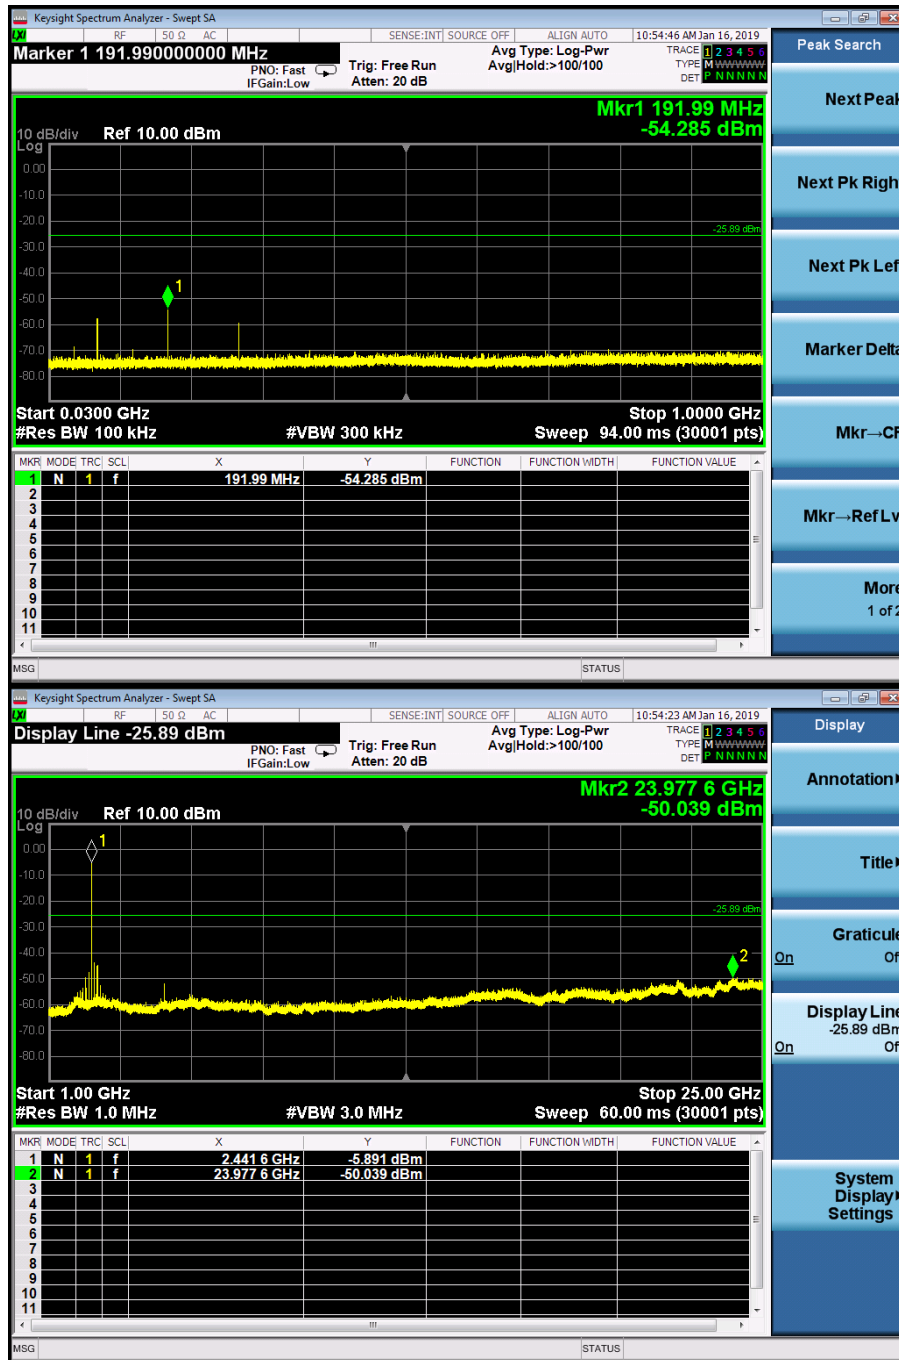 Keysight Spectrum Analyzer - Swept SA
LXI RF 50 Ω AC SENSE:INT SOURCE OFF ALIGN AUTO 10:54:46 AM Jan 16, 2019
Marker 1 191.990000000 MHz
PNO: Fast
IFGain:Low
Trig: Free Run
Atten: 20 dB
Avg Type: Log-Pwr
Avg|Hold:>100/100
TRACE 1 2 3 4 5 6
TYPE M WWWWW
DET P N N N N N
Peak Search
Next Peak
Next Pk Righ
Next Pk Lef
Marker Delta
Mkr→CF
Mkr→Ref Lv
More
1 of 2
Mkr1 191.99 MHz
-54.285 dBm
10 dB/div Ref 10.00 dBm
Log
0.00
-10.0
-20.0
-25.89 dBm
-30.0
-40.0
1
-50.0
-60.0
-70.0
-80.0
Start 0.0300 GHz Stop 1.0000 GHz
#Res BW 100 kHz #VBW 300 kHz Sweep 94.00 ms (30001 pts)
MKR MODE TRC SCL X Y FUNCTION FUNCTION WIDTH FUNCTION VALUE
1 N 1 f 191.99 MHz -54.285 dBm
2
3
4
5
6
7
8
9
10
11
MSG STATUS
Keysight Spectrum Analyzer - Swept SA
LXI RF 50 Ω AC SENSE:INT SOURCE OFF ALIGN AUTO 10:54:23 AM Jan 16, 2019
Display Line -25.89 dBm
PNO: Fast
IFGain:Low
Trig: Free Run
Atten: 20 dB
Avg Type: Log-Pwr
Avg|Hold:>100/100
TRACE 1 2 3 4 5 6
TYPE M WWWWW
DET P N N N N N
Display
Annotation
Title
Graticule
On Of
Display Line
-25.89 dBm
On Of
System
Display
Settings
Mkr2 23.977 6 GHz
-50.039 dBm
10 dB/div Ref 10.00 dBm
Log
0.00
1
-10.0
-20.0
-25.89 dBm
-30.0
-40.0
2
-50.0
-60.0
-70.0
-80.0
Start 1.00 GHz Stop 25.00 GHz
#Res BW 1.0 MHz #VBW 3.0 MHz Sweep 60.00 ms (30001 pts)
MKR MODE TRC SCL X Y FUNCTION FUNCTION WIDTH FUNCTION VALUE
1 N 1 f 2.441 6 GHz -5.891 dBm
2 N 1 f 23.977 6 GHz -50.039 dBm
3
4
5
6
7
8
9
10
11
MSG STATUS